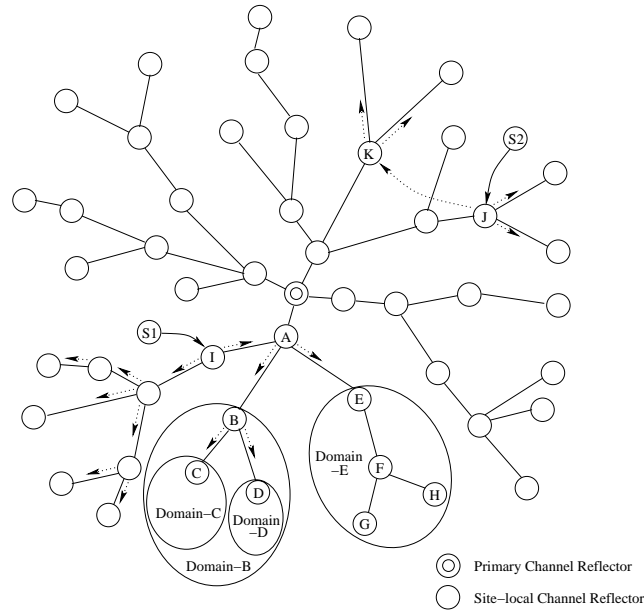 K
S2
J
S1
I
A
B
E
Domain–E
F
C
D
H
Domain–C
Domain–D
G
Domain–B
Primary Channel Reflector
Site–local Channel Reflector